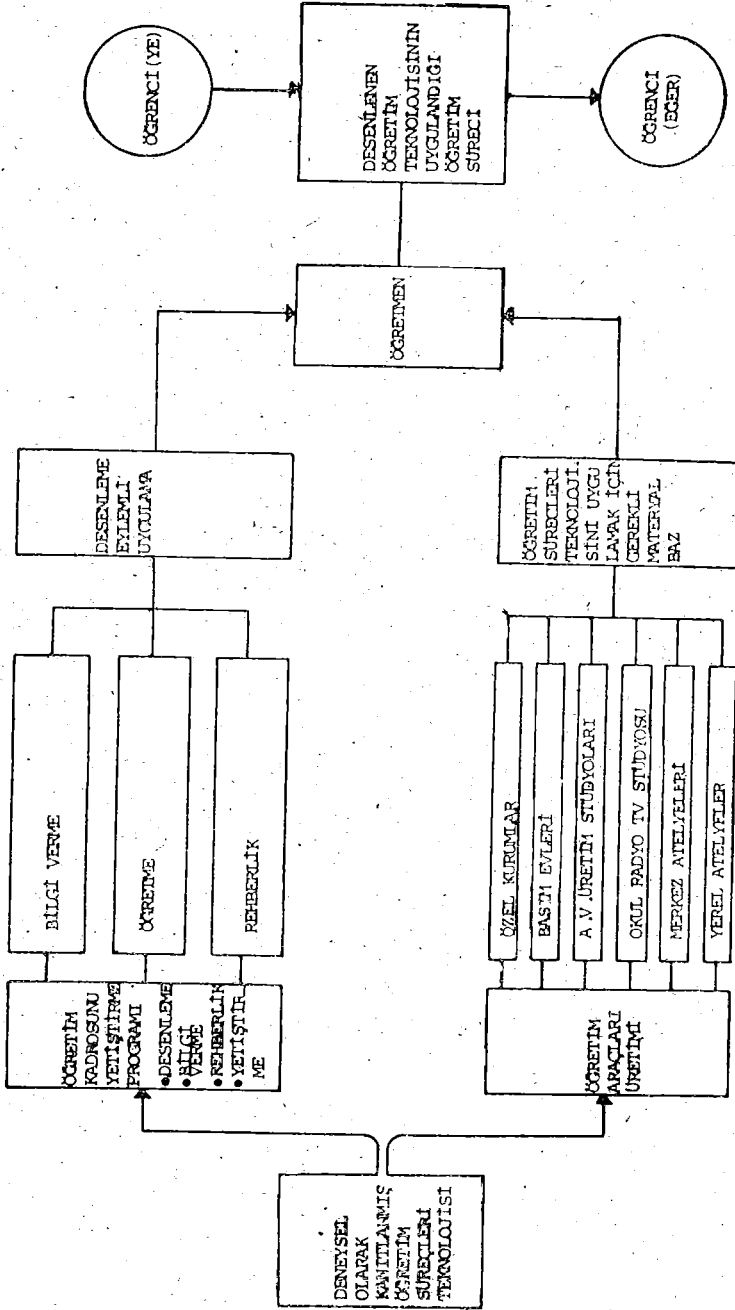 DENEYSEL
OLARAK
KANITLANMIŞ
ÖĞRETİM
SÜREÇLERİ
TEKNOLOJİSİ
ÖĞRETİM
KADROSUNU
YETİŞTİRME
PROGRAMI
•DESENLEME
•BİLGİ
VERME
•REHBERLİK
•YETİŞTİR
ME
BİLGİ VERME
ÖĞRETME
REHBERLİK
DESENLEME
EYLEMLİ
UYGULAMA
ÖĞRETİM
ARAÇLARI
ÜRETİMİ
ÖZEL KURUMLAR
BASIM EVLERİ
A.V.ÜRETİM STÜDYOLARI
OKUL RADYO TV STÜDYOSU
MERKEZ ATELYELERİ
YEREL ATELYELER
ÖĞRETİM
SÜREÇLERİ
TEKNOLOJİ.
SİNİ UYGU
LAMAK İÇİN
GEREKLİ
MATERYAL
BAZ
ÖĞRETMEN
ÖĞRENCİ (YE)
DESENLENEN
ÖĞRETİM
TEKNOLOJİSİNİN
UYGULANDIĞI
ÖĞRETİM
SÜRECİ
ÖĞRENCİ
(EĞER)